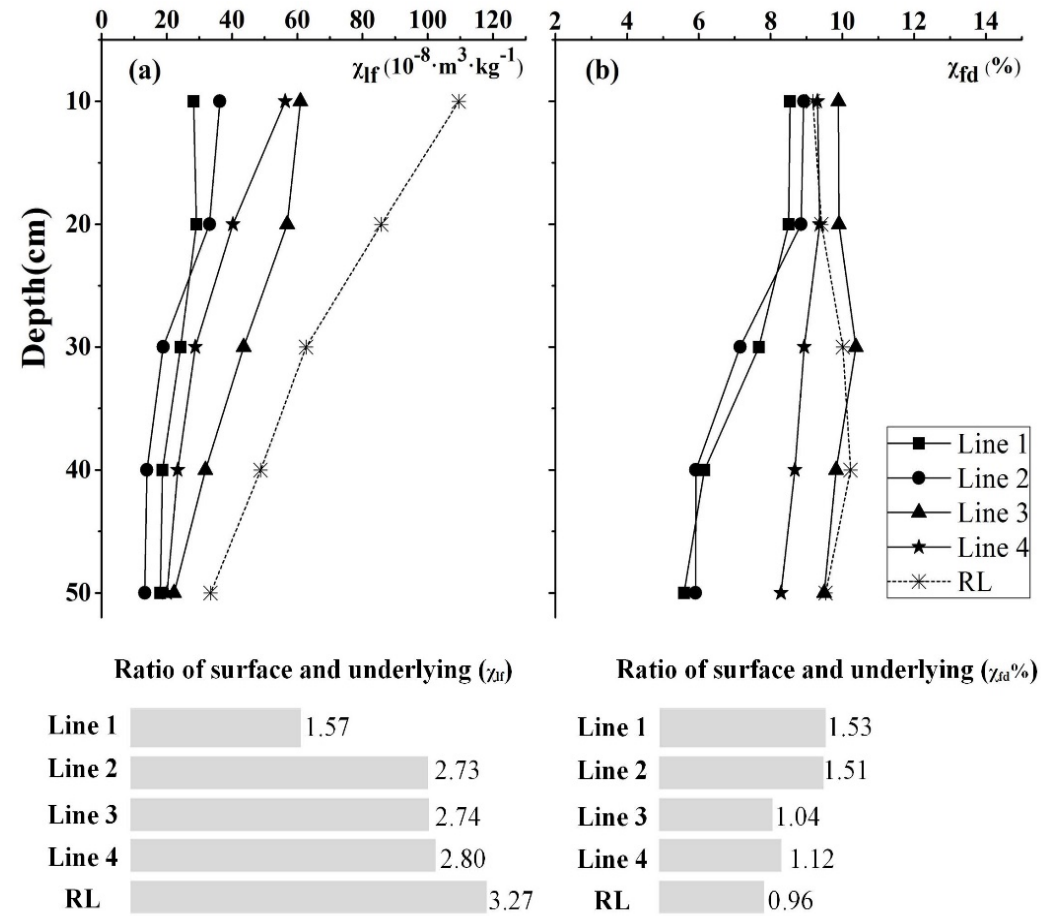 0 20 40 60 80 100 120
2 4 6 8 10 12 14
(a)
χlf (10⁻⁸·m³·kg⁻¹)
(b)
χfd (%)
Depth(cm)
10
20
30
40
50
Line 1
Line 2
Line 3
Line 4
RL
Ratio of surface and underlying (χlf)
Line 1 1.57
Line 2 2.73
Line 3 2.74
Line 4 2.80
RL 3.27
Ratio of surface and underlying (χfd%)
Line 1 1.53
Line 2 1.51
Line 3 1.04
Line 4 1.12
RL 0.96